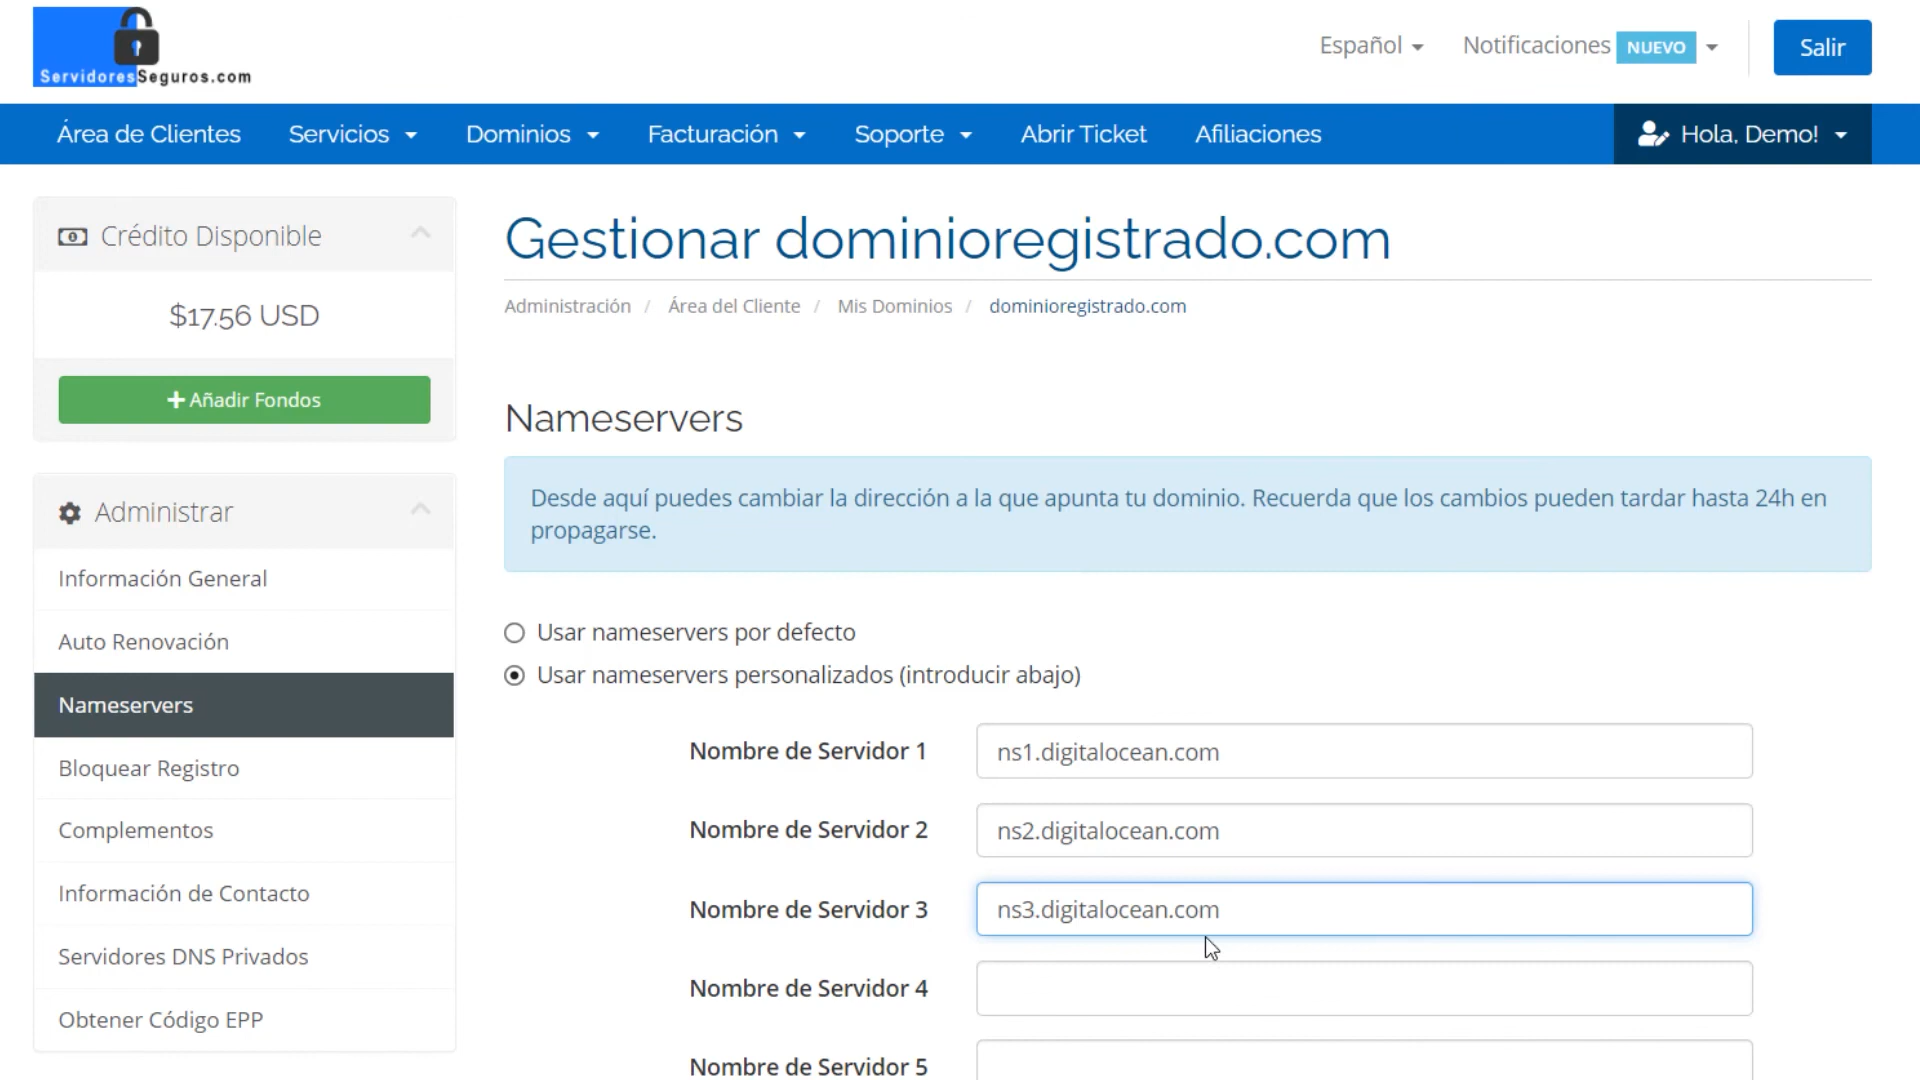 ServidoresSeguros.com
Español
Notificaciones NUEVO
Salir
Área de Clientes
Servicios
Dominios
Facturación
Soporte
Abrir Ticket
Afiliaciones
Hola, Demo!
Crédito Disponible
$17.56 USD
Añadir Fondos
Administrar
Información General
Auto Renovación
Nameservers
Bloquear Registro
Complementos
Información de Contacto
Servidores DNS Privados
Obtener Código EPP
Gestionar dominioregistrado.com
Administración / Área del Cliente / Mis Dominios / dominioregistrado.com
Nameservers
Desde aquí puedes cambiar la dirección a la que apunta tu dominio. Recuerda que los cambios pueden tardar hasta 24h en
propagarse.
Usar nameservers por defecto
Usar nameservers personalizados (introducir abajo)
Nombre de Servidor 1 ns1.digitalocean.com
Nombre de Servidor 2 ns2.digitalocean.com
Nombre de Servidor 3 ns3.digitalocean.com
Nombre de Servidor 4
Nombre de Servidor 5